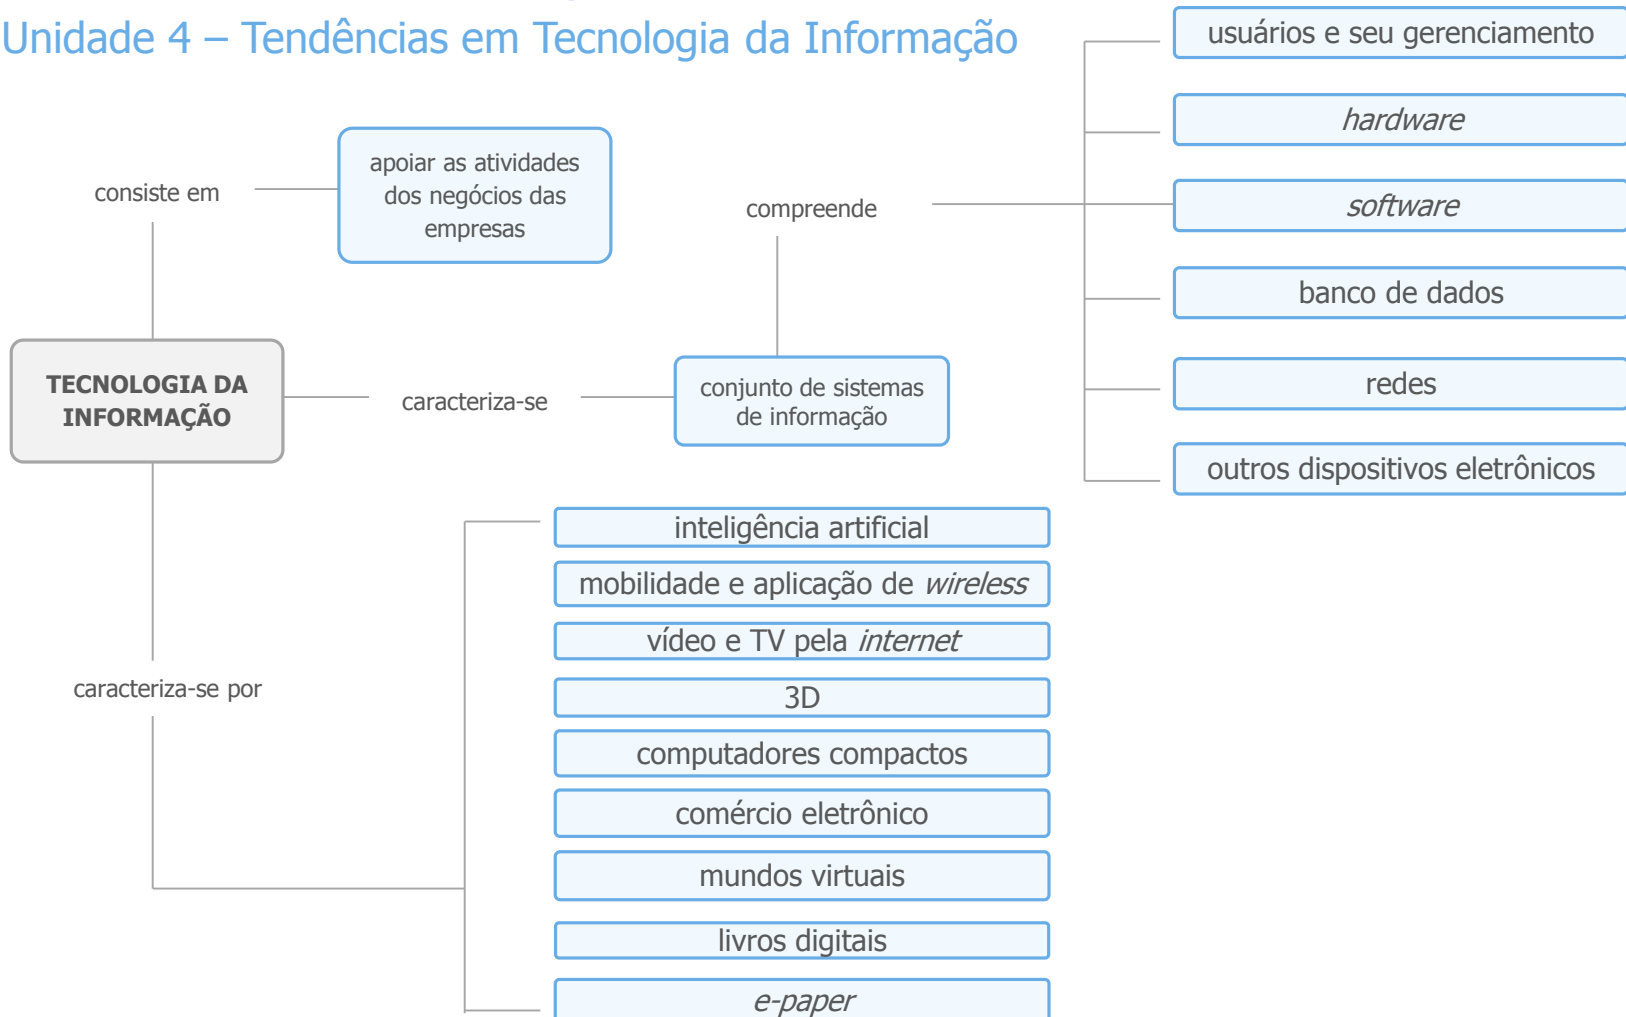 Unidade 4 – Tendências em Tecnologia da Informação
consiste em
apoiar as atividades
dos negócios das
empresas
TECNOLOGIA DA
INFORMAÇÃO
caracteriza-se
conjunto de sistemas
de informação
compreende
usuários e seu gerenciamento
hardware
software
banco de dados
redes
outros dispositivos eletrônicos
caracteriza-se por
inteligência artificial
mobilidade e aplicação de wireless
vídeo e TV pela internet
3D
computadores compactos
comércio eletrônico
mundos virtuais
livros digitais
e-paper